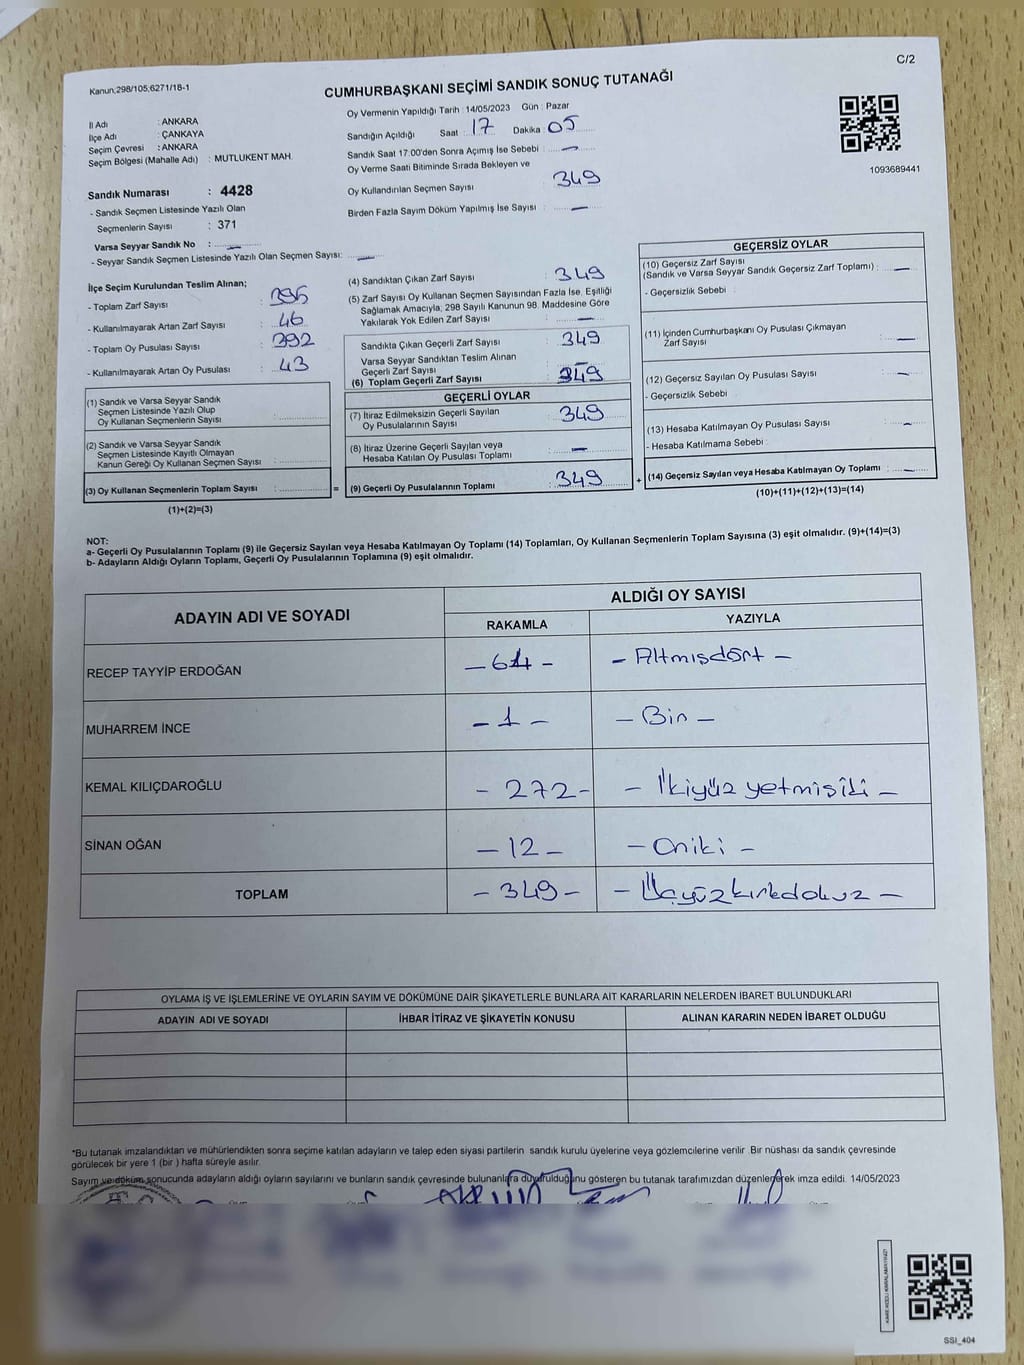 C/2
Kanun,298/105;6271/18-1
CUMHURBAŞKANI SEÇİMİ SANDIK SONUÇ TUTANAĞI
İl Adı : ANKARA
İlçe Adı : ÇANKAYA
Seçim Çevresi : ANKARA
Seçim Bölgesi (Mahalle Adı) : MUTLUKENT MAH.
Sandık Numarası : 4428
- Sandık Seçmen Listesinde Yazılı Olan
Seçmenlerin Sayısı : 371
Varsa Seyyar Sandık No : —
- Seyyar Sandık Seçmen Listesinde Yazılı Olan Seçmen Sayısı: —
Oy Vermenin Yapıldığı Tarih : 14/05/2023 Gün : Pazar
Sandığın Açıldığı Saat : 17 Dakika : 05
Sandık Saat 17:00'den Sonra Açımış İse Sebebi : —
Oy Verme Saati Bitiminde Sırada Bekleyen ve
Oy Kullandırılan Seçmen Sayısı 349
Birden Fazla Sayım Döküm Yapılmış İse Sayısı : —
1093689441
İlçe Seçim Kurulundan Teslim Alınan;
- Toplam Zarf Sayısı : 395
- Kullanılmayarak Artan Zarf Sayısı : 46
- Toplam Oy Pusulası Sayısı : 392
- Kullanılmayarak Artan Oy Pusulası : 43
(4) Sandıktan Çıkan Zarf Sayısı : 349
(5) Zarf Sayısı Oy Kullanan Seçmen Sayısından Fazla İse, Eşitliği
Sağlamak Amacıyla, 298 Sayılı Kanunun 98. Maddesine Göre
Yakılarak Yok Edilen Zarf Sayısı : —
Sandıkta Çıkan Geçerli Zarf Sayısı : 349
Varsa Seyyar Sandıktan Teslim Alınan
Geçerli Zarf Sayısı : —
(6) Toplam Geçerli Zarf Sayısı : 349
GEÇERLİ OYLAR
(7) İtiraz Edilmeksizin Geçerli Sayılan
Oy Pusulalarının Sayısı : 349
(8) İtiraz Üzerine Geçerli Sayılan veya
Hesaba Katılan Oy Pusulası Toplamı : —
(9) Geçerli Oy Pusulalarının Toplamı : 349
GEÇERSİZ OYLAR
(10) Geçersiz Zarf Sayısı
(Sandık ve Varsa Seyyar Sandık Geçersiz Zarf Toplamı) : —
- Geçersizlik Sebebi :
(11) İçinden Cumhurbaşkanı Oy Pusulası Çıkmayan
Zarf Sayısı : —
(12) Geçersiz Sayılan Oy Pusulası Sayısı : —
- Geçersizlik Sebebi :
(13) Hesaba Katılmayan Oy Pusulası Sayısı : —
- Hesaba Katılmama Sebebi :
(14) Geçersiz Sayılan veya Hesaba Katılmayan Oy Toplamı : —
(10)+(11)+(12)+(13)=(14)
(1) Sandık ve Varsa Seyyar Sandık
Seçmen Listesinde Yazılı Olup
Oy Kullanan Seçmenlerin Sayısı :
(2) Sandık ve Varsa Seyyar Sandık
Seçmen Listesinde Kayıtlı Olmayan
Kanun Gereği Oy Kullanan Seçmen Sayısı :
(3) Oy Kullanan Seçmenlerin Toplam Sayısı : = +
(1)+(2)=(3)
NOT:
a- Geçerli Oy Pusulalarının Toplamı (9) ile Geçersiz Sayılan veya Hesaba Katılmayan Oy Toplamı (14) Toplamları, Oy Kullanan Seçmenlerin Toplam Sayısına (3) eşit olmalıdır. (9)+(14)=(3)
b- Adayların Aldığı Oyların Toplamı, Geçerli Oy Pusulalarının Toplamına (9) eşit olmalıdır.
ADAYIN ADI VE SOYADI
ALDIĞI OY SAYISI
RAKAMLA YAZIYLA
RECEP TAYYİP ERDOĞAN - 64 - - Altmışdört -
MUHARREM İNCE - 1 - - Bir -
KEMAL KILIÇDAROĞLU - 272 - - İkiyüz yetmişiki -
SİNAN OĞAN - 12 - - Oniki -
TOPLAM - 349 - - Üçyüzkırkdokuz -
OYLAMA İŞ VE İŞLEMLERİNE VE OYLARIN SAYIM VE DÖKÜMÜNE DAİR ŞİKAYETLERLE BUNLARA AİT KARARLARIN NELERDEN İBARET BULUNDUKLARI
ADAYIN ADI VE SOYADI İHBAR İTİRAZ VE ŞİKAYETİN KONUSU ALINAN KARARIN NEDEN İBARET OLDUĞU
*Bu tutanak imzalandıktan ve mühürlendikten sonra seçime katılan adayların ve talep eden siyasi partilerin sandık kurulu üyelerine veya gözlemcilerine verilir. Bir nüshası da sandık çevresinde
görülecek bir yere 1 (bir ) hafta süreyle asılır.
Sayım ve döküm sonucunda adayların aldığı oyların sayılarını ve bunların sandık çevresinde bulunanlara duyurulduğunu gösteren bu tutanak tarafımızdan düzenlenerek imza edildi. 14/05/2023
SSI_404